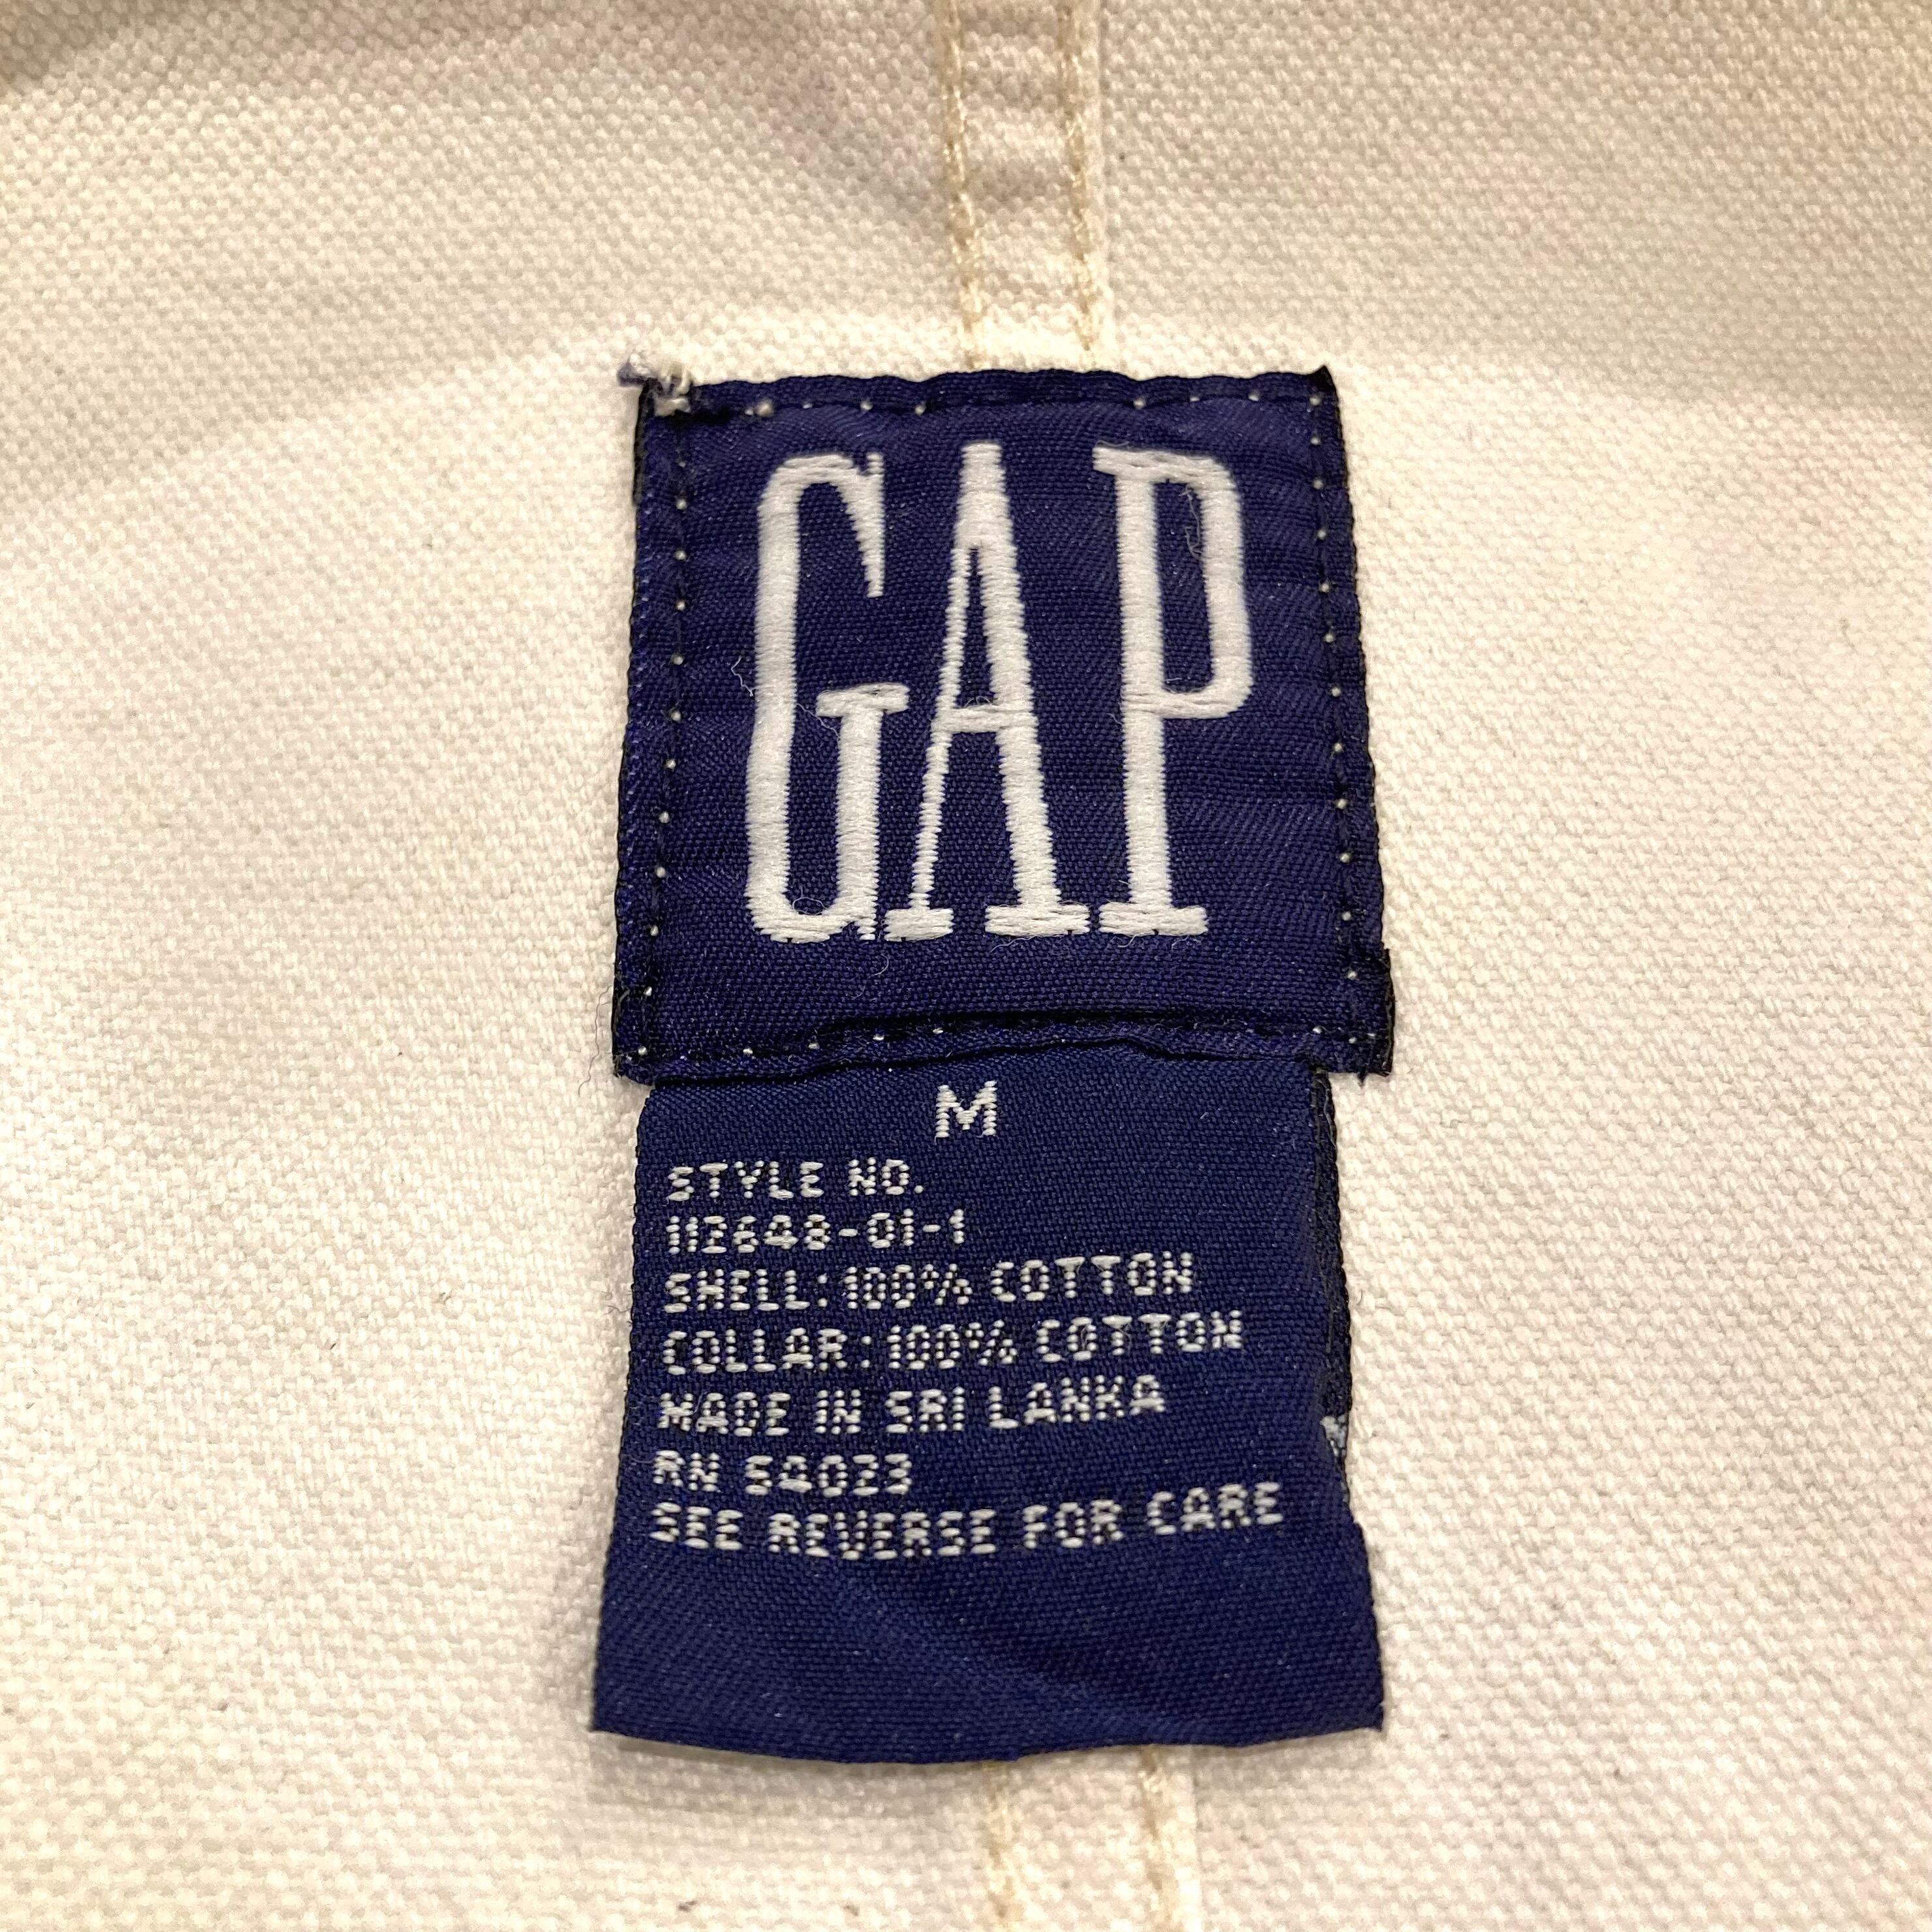 GAP
M
STYLE NO.
112648-01-1
SHELL: 100% COTTON
COLLAR: 100% COTTON
MADE IN SRI LANKA
RN 54023
SEE REVERSE FOR CARE